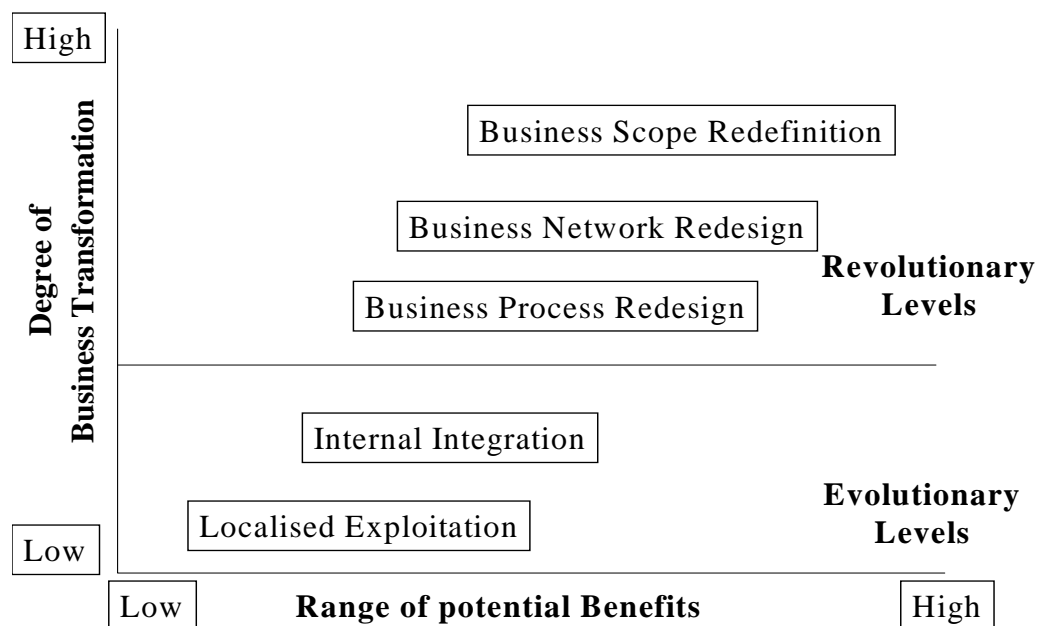 High
Business Scope Redefinition
Degree of
Business Transformation
Business Network Redesign
Revolutionary
Levels
Business Process Redesign
Internal Integration
Evolutionary
Levels
Localised Exploitation
Low
Low
Range of potential Benefits
High